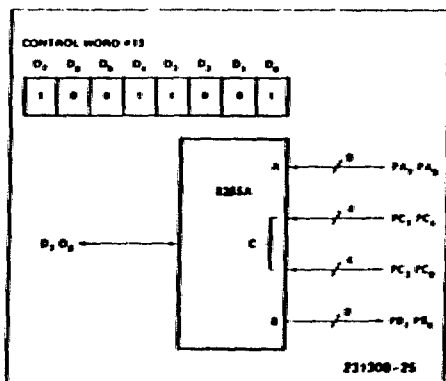 CONTROL WORD #13
D7 D6 D5 D4 D3 D2 D1 D0
1 0 0 1 1 0 0 1
A 8 PA7 PA0
8255A
4 PC7 PC4
D7 D0 C
4 PC3 PC0
B 8 PB7 PB0
231308-25